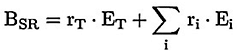 B_SR = r_T · E_T + ∑_i r_i · E_i